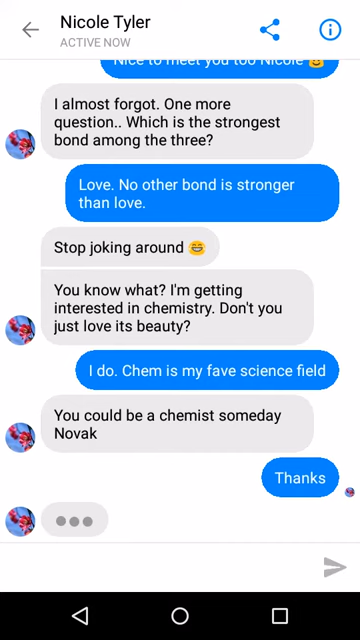 Nicole Tyler
ACTIVE NOW
Nice to meet you too Nicole 😊
I almost forgot. One more
question.. Which is the strongest
bond among the three?
Love. No other bond is stronger
than love.
Stop joking around 😂
You know what? I'm getting
interested in chemistry. Don't you
just love its beauty?
I do. Chem is my fave science field
You could be a chemist someday
Novak
Thanks